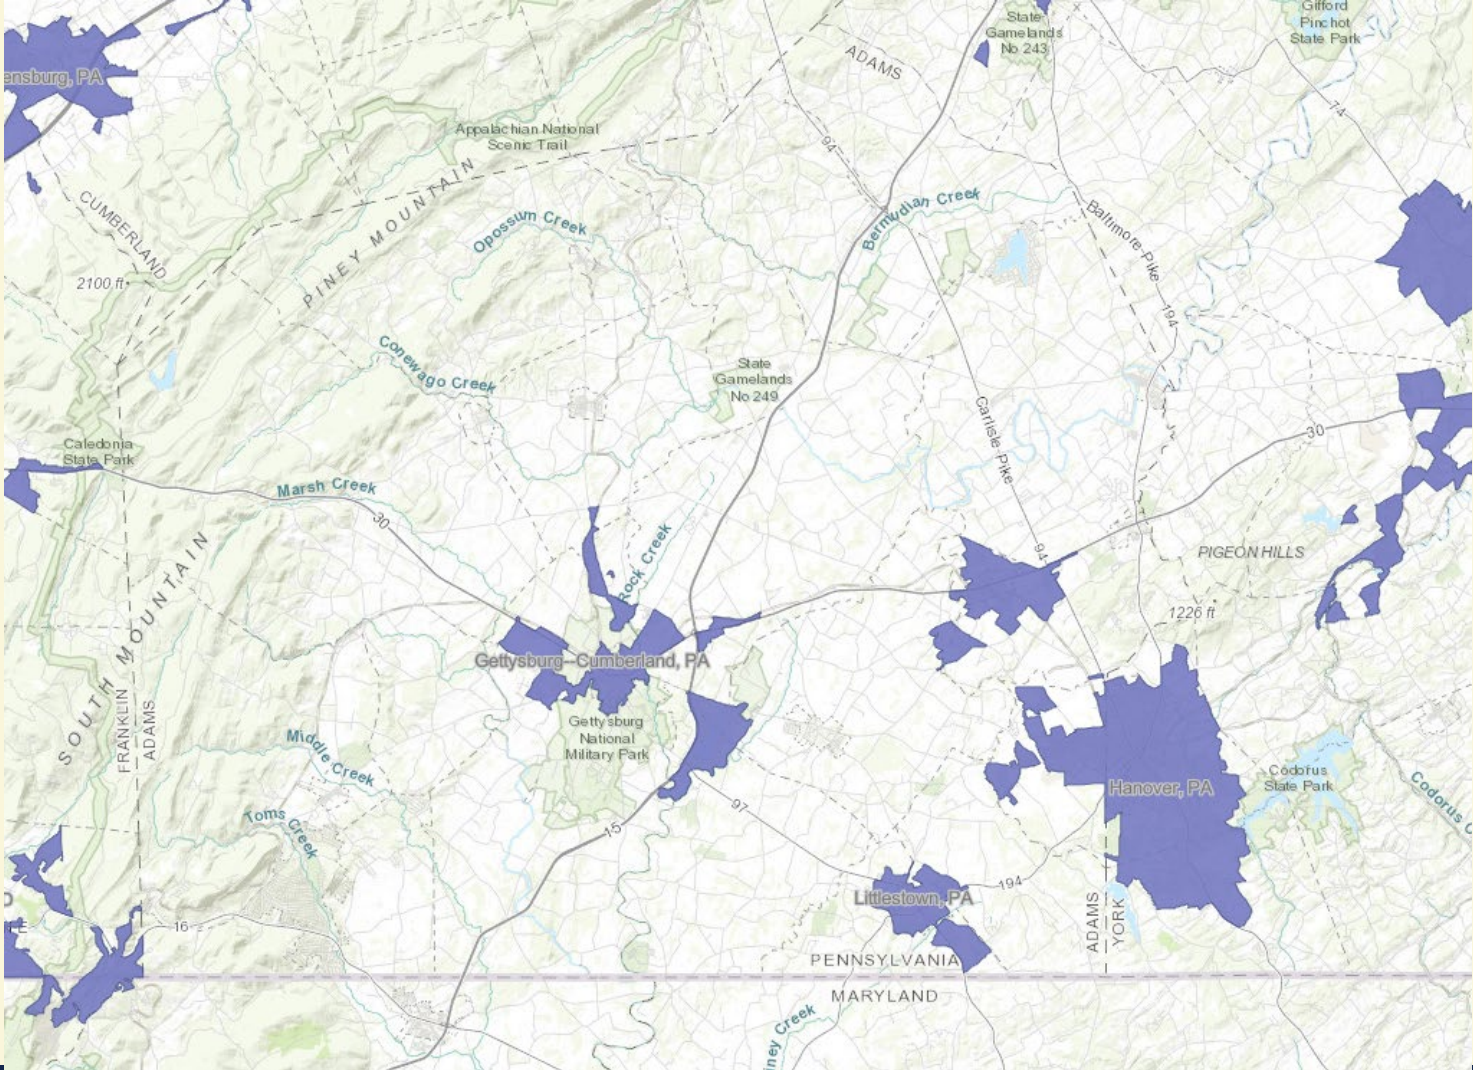 State
Gamelands
No 243
Gifford
Pinchot
State Park
ADAMS
ensburg, PA
74
Appalachian National
Scenic Trail
94
CUMBERLAND
PINEY MOUNTAIN
Opossum Creek
Bermudian Creek
Baltimore-Pike
2100 ft
194
Conewago Creek
State
Gamelands
No 249
Carlisle-Pike
30
Caledonia
State Park
Marsh Creek
30
94
PIGEON HILLS
Rock Creek
SOUTH MOUNTAIN
1226 ft
Gettysburg--Cumberland, PA
FRANKLIN
ADAMS
Gettysburg
National
Military Park
Middle Creek
Codorus
State Park
Hanover, PA
Codorus C
97
Toms Creek
15
194
Littlestown, PA
16
ADAMS
YORK
PENNSYLVANIA
MARYLAND
iney Creek